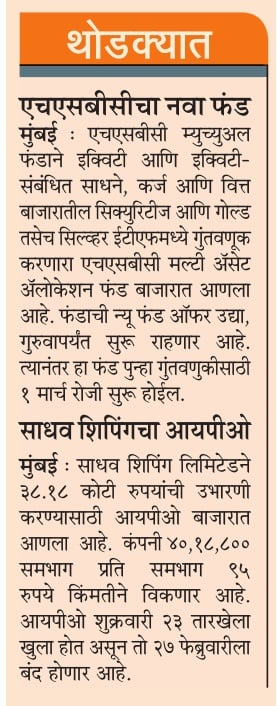 थोडक्यात
एचएसबीसीचा नवा फंड
मुंबई : एचएसबीसी म्युच्युअल
फंडाने इक्विटी आणि इक्विटी-
संबंधित साधने, कर्ज आणि वित्त
बाजारातील सिक्युरिटीज आणि गोल्ड
तसेच सिल्व्हर ईटीएफमध्ये गुंतवणूक
करणारा एचएसबीसी मल्टी ॲसेट
ॲलोकेशन फंड बाजारात आणला
आहे. फंडाची न्यू फंड ऑफर उद्या,
गुरुवापर्यंत सुरू राहणार आहे.
त्यानंतर हा फंड पुन्हा गुंतवणुकीसाठी
१ मार्च रोजी सुरू होईल.
साधव शिपिंगचा आयपीओ
मुंबई : साधव शिपिंग लिमिटेडने
३८.१८ कोटी रुपयांची उभारणी
करण्यासाठी आयपीओ बाजारात
आणला आहे. कंपनी ४०,१८,८००
समभाग प्रति समभाग ९५
रुपये किंमतीने विकणार आहे.
आयपीओ शुक्रवारी २३ तारखेला
खुला होत असून तो २७ फेब्रुवारीला
बंद होणार आहे.